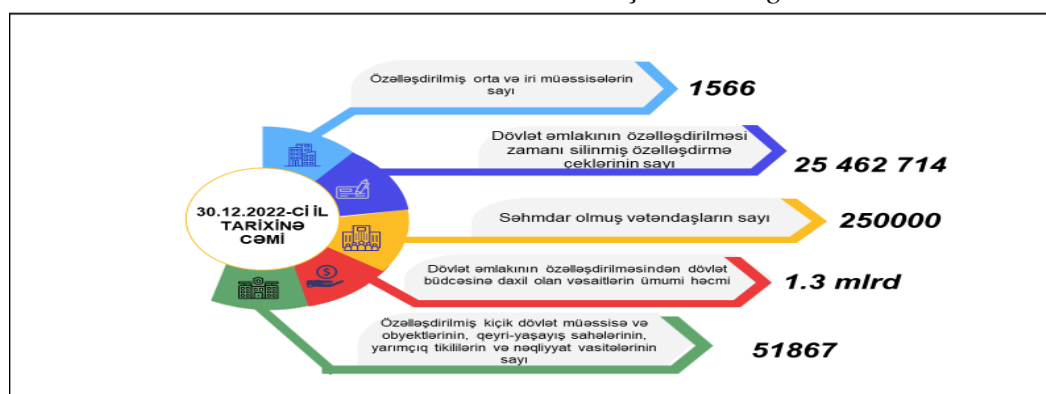 Özəlləşdirilmiş orta və iri müəssisələrin
sayı
1566
Dövlət əmlakının özəlləşdirilməsi
zamanı silinmiş özəlləşdirmə
çeklərinin sayı
25 462 714
30.12.2022-Cİ İL
TARİXİNƏ
CƏMİ
Səhmdar olmuş vətəndaşların sayı
250000
Dövlət əmlakının özəlləşdirilməsindən dövlət
büdcəsinə daxil olan vəsaitlərin ümumi həcmi
1.3 mlrd
Özəlləşdirilmiş kiçik dövlət müəssisə və
obyektlərinin, qeyri-yaşayış sahələrinin,
yarımçıq tikililərin və nəqliyyat vasitələrinin
sayı
51867